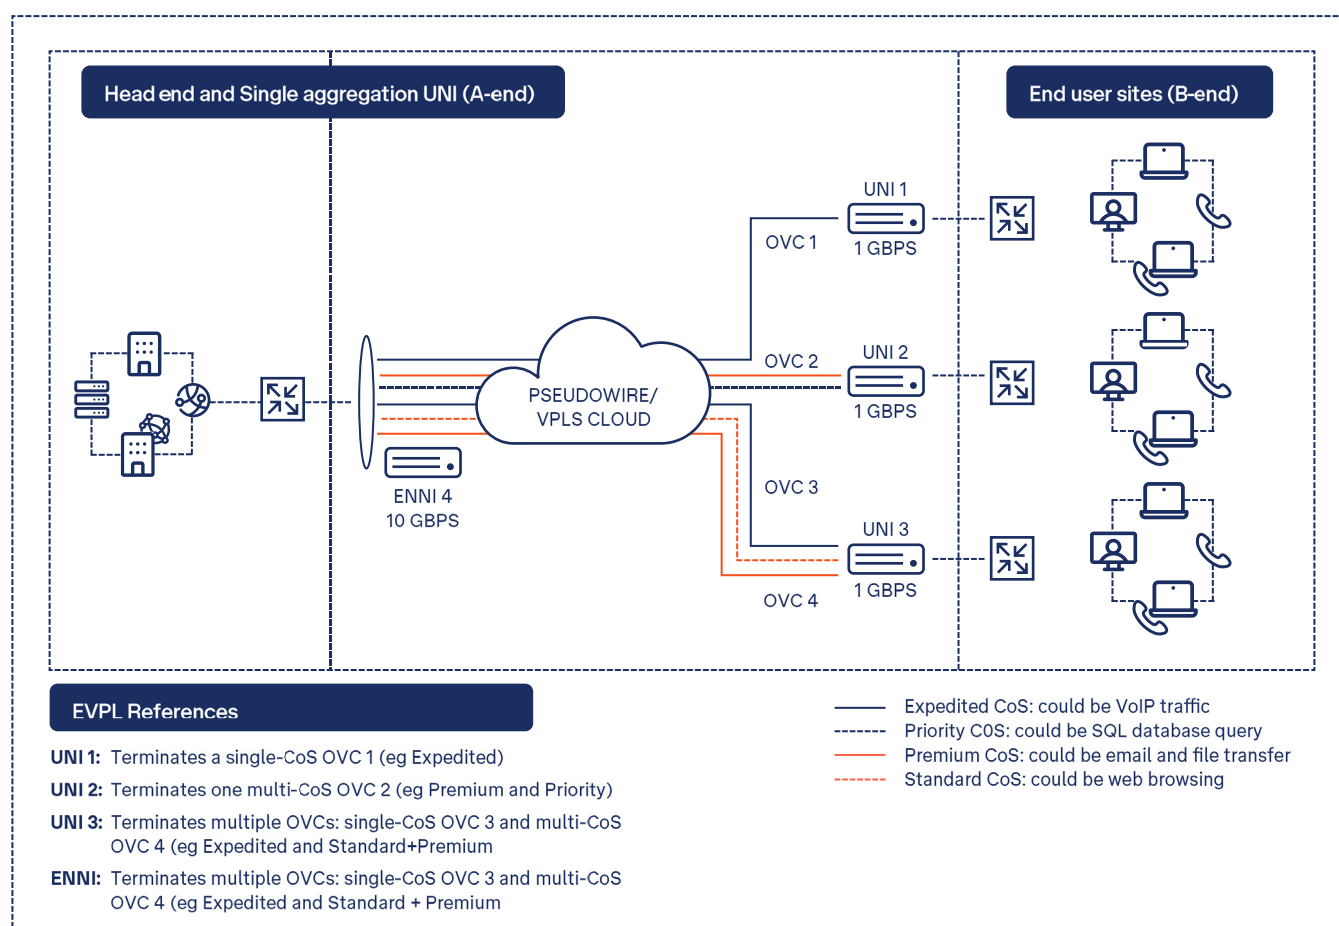 Head end and Single aggregation UNI (A-end)
End user sites (B-end)
UNI 1
OVC 1
1 GBPS
OVC 2
UNI 2
1 GBPS
PSEUDOWIRE/
VPLS CLOUD
ENNI 4
10 GBPS
OVC 3
UNI 3
1 GBPS
OVC 4
EVPL References
UNI 1: Terminates a single-CoS OVC 1 (eg Expedited)
UNI 2: Terminates one multi-CoS OVC 2 (eg Premium and Priority)
UNI 3: Terminates multiple OVCs: single-CoS OVC 3 and multi-CoS
OVC 4 (eg Expedited and Standard+Premium
ENNI: Terminates multiple OVCs: single-CoS OVC 3 and multi-CoS
OVC 4 (eg Expedited and Standard + Premium
Expedited CoS: could be VoIP traffic
Priority C0S: could be SQL database query
Premium CoS: could be email and file transfer
Standard CoS: could be web browsing